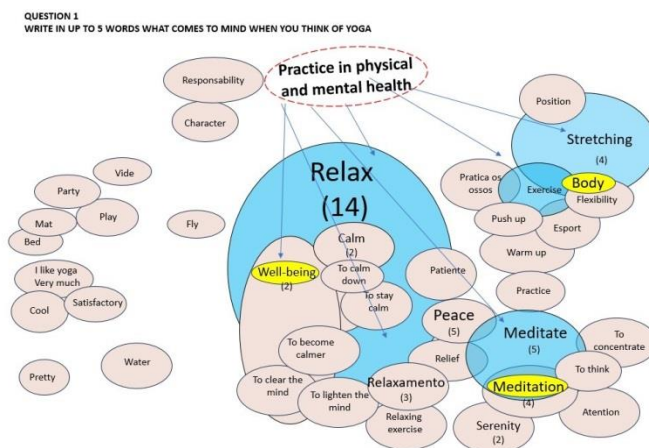 QUESTION 1
WRITE IN UP TO 5 WORDS WHAT COMES TO MIND WHEN YOU THINK OF YOGA
Practice in physical
and mental health
Responsability
Character
Position
Stretching
(4)
Vide
Party
Play
Mat
Bed
Fly
Relax
(14)
Pratica os
ossos
Exercise
Body
Flexibility
Push up
Esport
Warm up
Calm
(2)
Well-being
(2)
To calm
down
To stay
calm
Patiente
Practice
I like yoga
Very much
Satisfactory
Cool
Peace
(5)
Meditate
(5)
To
concentrate
To become
calmer
Relief
To think
Water
Pretty
To clear the
mind
To lighten the
mind
Relaxamento
(3)
Meditation
(4)
Relaxing
exercise
Serenity
(2)
Atention